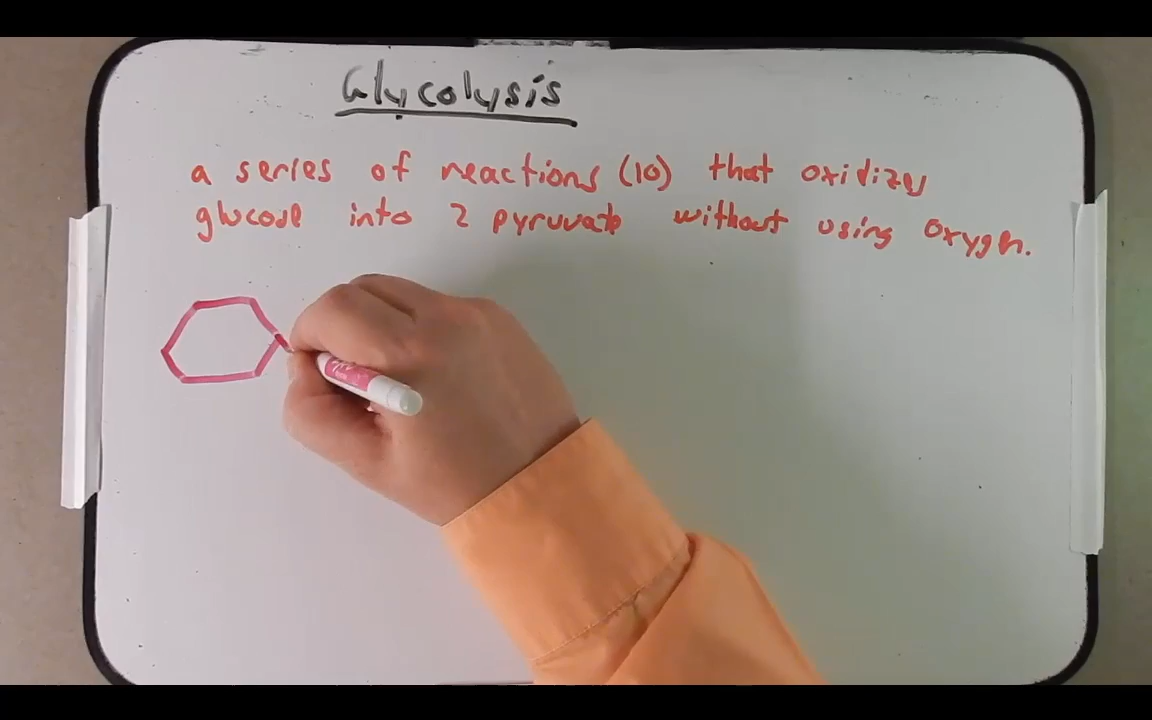 Glycolysis
a series of reactions (10) that oxidizes
glucose into 2 pyruvate without using oxygen.